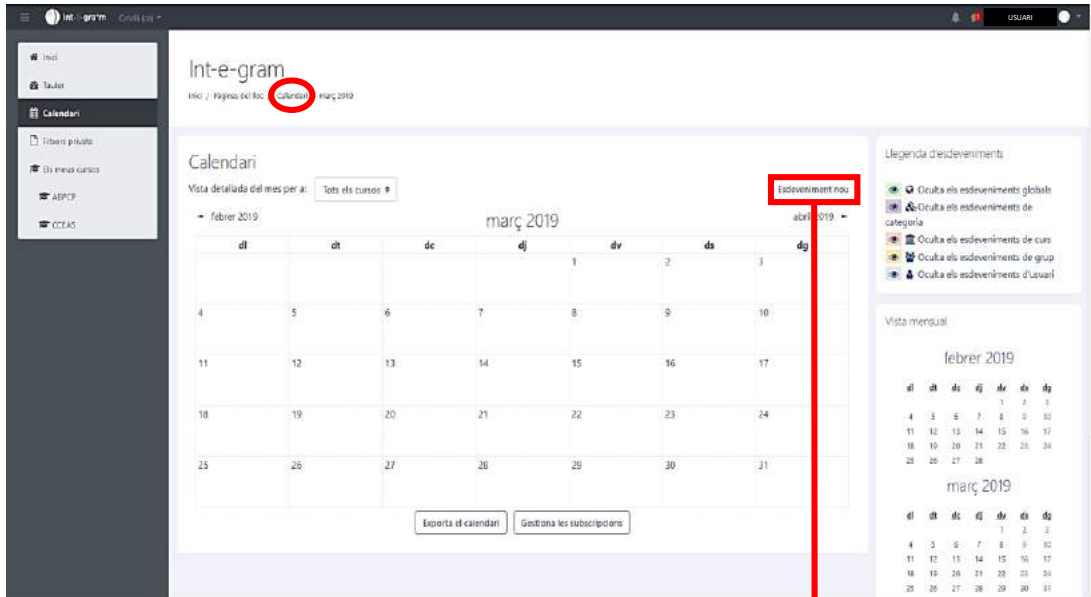 Int-e-gram Català (ca)
USUARI
Inici
Tauler
Calendari
Fitxers privats
Els meus cursos
AEPCP
CCEAS
Int-e-gram
Inici / Pàgines del lloc / Calendari / març 2019
Calendari
Vista detallada del mes per a: Tots els cursos
Esdeveniment nou
febrer 2019 març 2019 abril 2019
dl dt dc dj dv ds dg
1 2 3
4 5 6 7 8 9 10
11 12 13 14 15 16 17
18 19 20 21 22 23 24
25 26 27 28 29 30 31
Exporta el calendari Gestiona les subscripcions
Llegenda d'esdeveniments
Oculta els esdeveniments globals
Oculta els esdeveniments de
categoria
Oculta els esdeveniments de curs
Oculta els esdeveniments de grup
Oculta els esdeveniments d'usuari
Vista mensual
febrer 2019
dl dt dc dj dv ds dg
1 2 3
4 5 6 7 8 9 10
11 12 13 14 15 16 17
18 19 20 21 22 23 24
25 26 27 28
març 2019
dl dt dc dj dv ds dg
1 2 3
4 5 6 7 8 9 10
11 12 13 14 15 16 17
18 19 20 21 22 23 24
25 26 27 28 29 30 31